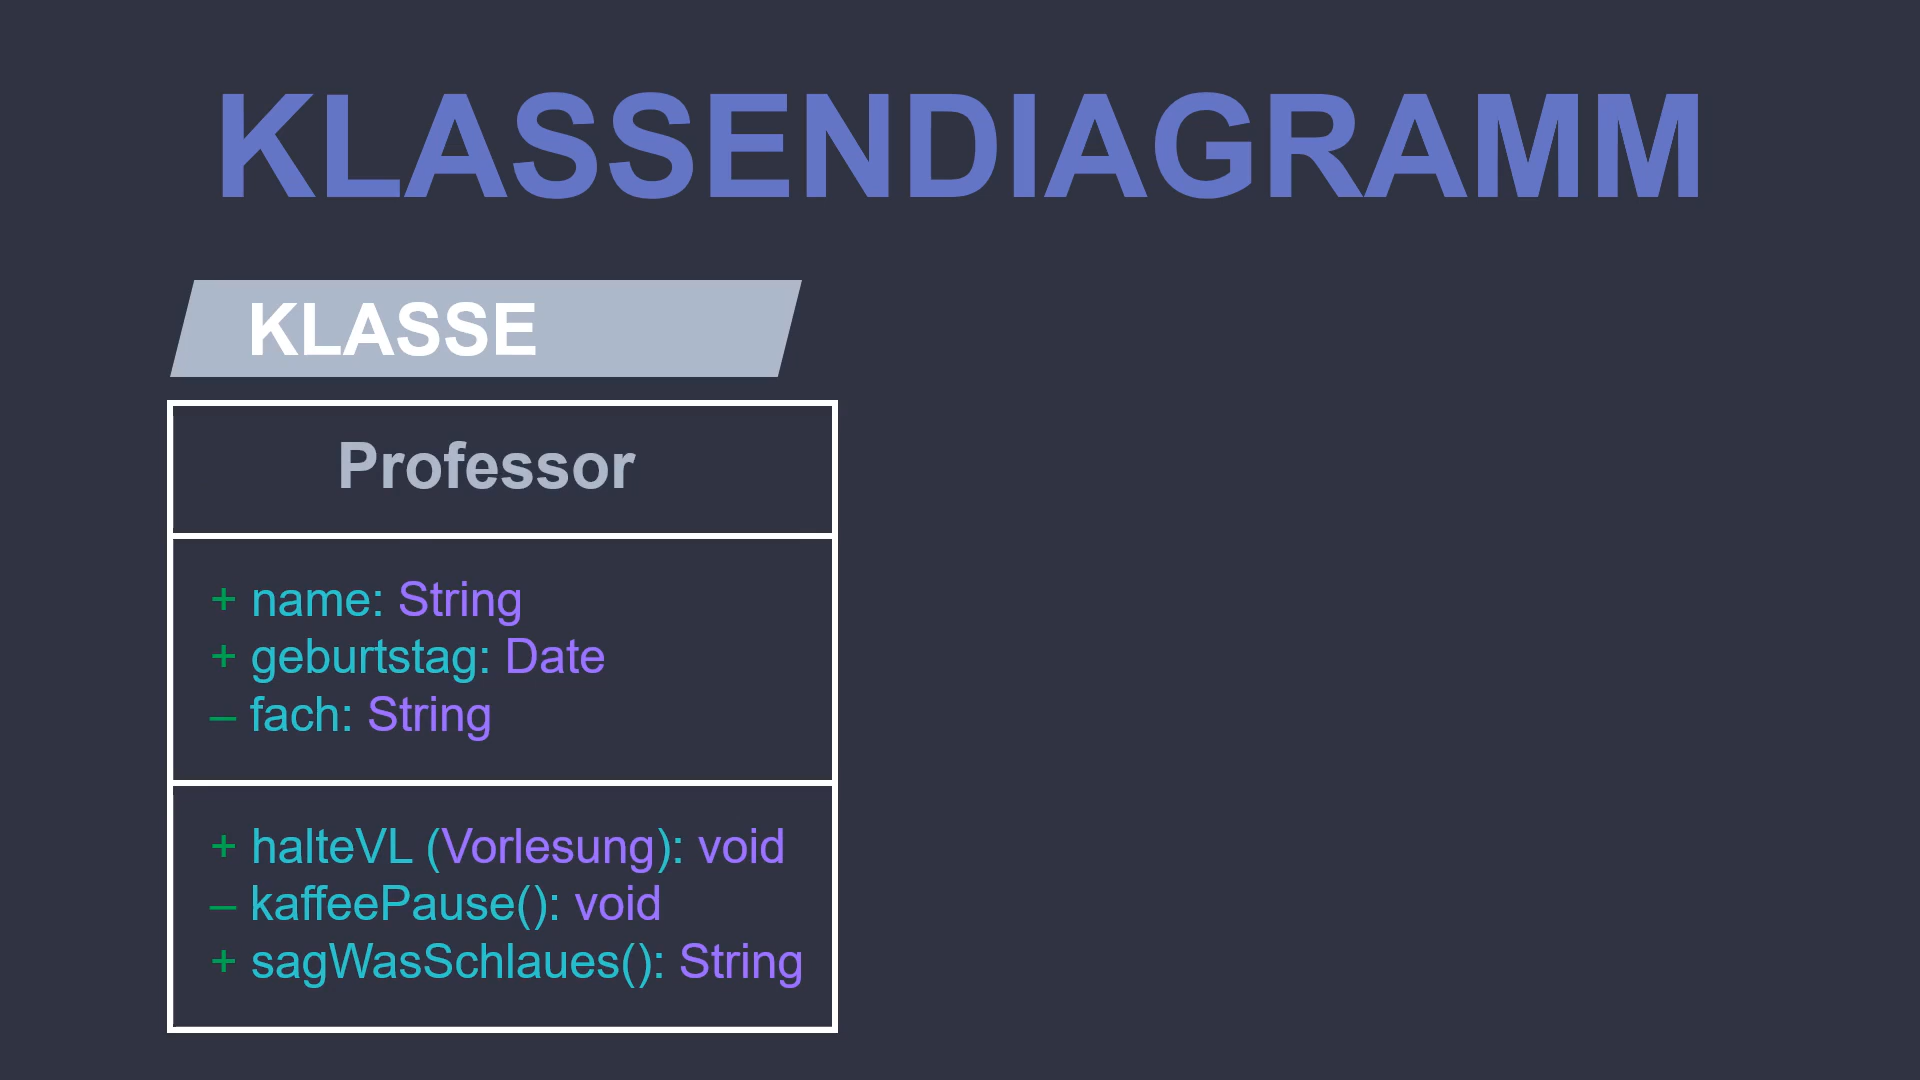 KLASSENDIAGRAMM
KLASSE
Professor
+ name: String
+ geburtstag: Date
– fach: String
+ halteVL (Vorlesung): void
– kaffeePause(): void
+ sagWasSchlaues(): String